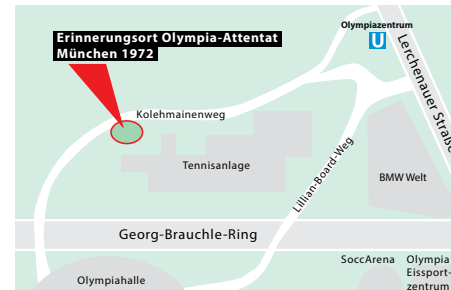 Olympiazentrum
U
Erinnerungsort Olympia-Attentat
München 1972
Lerchenauer Straße
Kolehmainenweg
Tennisanlage
Lillian-Board-Weg
BMW Welt
Georg-Brauchle-Ring
SoccArena
Olympia
Eissport-
zentrum
Olympiahalle